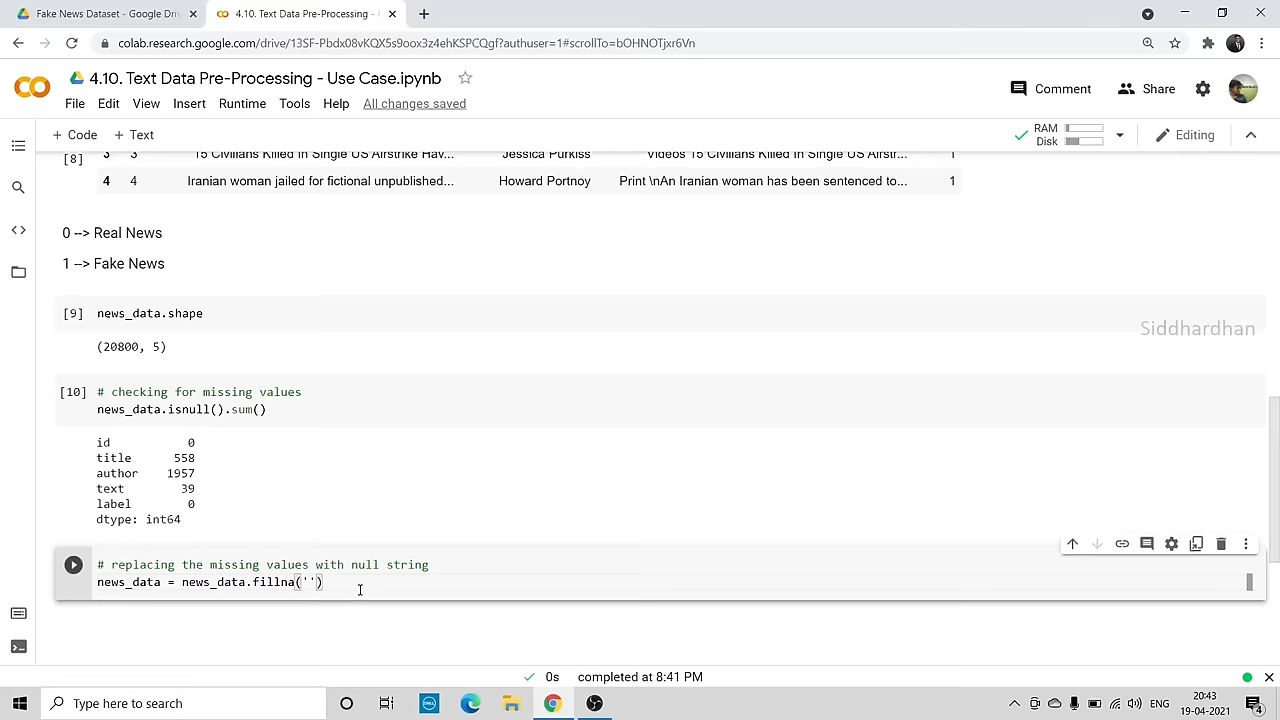 Fake News Dataset - Google Dri
4.10. Text Data Pre-Processing -
colab.research.google.com/drive/13SF-Pbdx08vKQX5s9oox3z4ehKSPCQgf?authuser=1#scrollTo=bOHNOTjxr6Vn
4.10. Text Data Pre-Processing - Use Case.ipynb
Comment
Share
File Edit View Insert Runtime Tools Help All changes saved
+ Code + Text
RAM
Disk
Editing
[8] 3 3 15 Civilians Killed In Single US Airstrike Hav... Jessica Purkiss Videos 15 Civilians Killed In Single US Airstr... 1
4 4 Iranian woman jailed for fictional unpublished... Howard Portnoy Print \nAn Iranian woman has been sentenced to... 1
0 --> Real News
1 --> Fake News
[9] news_data.shape
Siddhardhan
(20800, 5)
[10] # checking for missing values
news_data.isnull().sum()
id 0
title 558
author 1957
text 39
label 0
dtype: int64
# replacing the missing values with null string
news_data = news_data.fillna('')
0s completed at 8:41 PM
Type here to search
DELL
ENG
20:43
19-04-2021
4